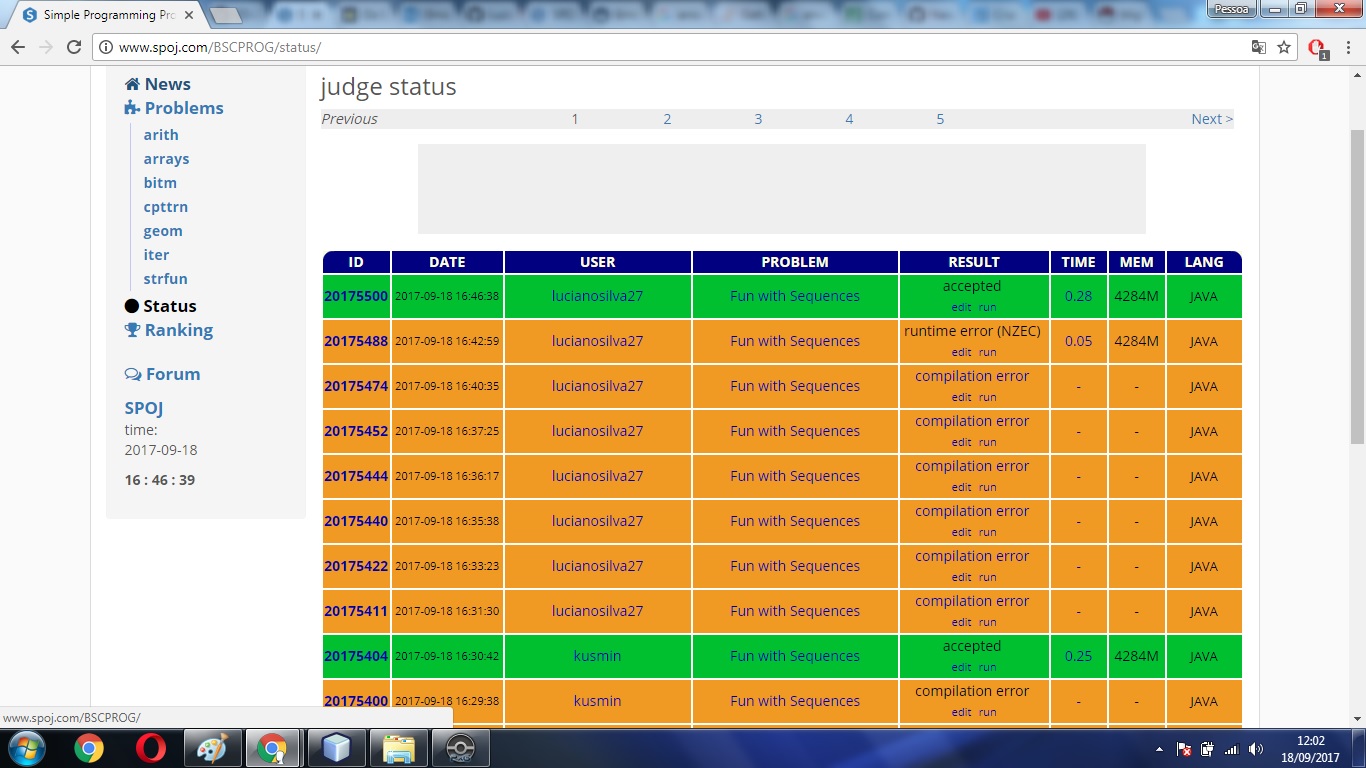 Simple Programming Pro
Pessoa
www.spoj.com/BSCPROG/status/
1
News
Problems
arith
arrays
bitm
cpttrn
geom
iter
strfun
Status
Ranking
Forum
SPOJ
time:
2017-09-18
16 : 46 : 39
judge status
Previous 1 2 3 4 5 Next >
ID DATE USER PROBLEM RESULT TIME MEM LANG
20175500 2017-09-18 16:46:38 lucianosilva27 Fun with Sequences accepted 0.28 4284M JAVA
edit run
20175488 2017-09-18 16:42:59 lucianosilva27 Fun with Sequences runtime error (NZEC) 0.05 4284M JAVA
edit run
20175474 2017-09-18 16:40:35 lucianosilva27 Fun with Sequences compilation error - - JAVA
edit run
20175452 2017-09-18 16:37:25 lucianosilva27 Fun with Sequences compilation error - - JAVA
edit run
20175444 2017-09-18 16:36:17 lucianosilva27 Fun with Sequences compilation error - - JAVA
edit run
20175440 2017-09-18 16:35:38 lucianosilva27 Fun with Sequences compilation error - - JAVA
edit run
20175422 2017-09-18 16:33:23 lucianosilva27 Fun with Sequences compilation error - - JAVA
edit run
20175411 2017-09-18 16:31:30 lucianosilva27 Fun with Sequences compilation error - - JAVA
edit run
20175404 2017-09-18 16:30:42 kusmin Fun with Sequences accepted 0.25 4284M JAVA
edit run
20175400 2017-09-18 16:29:38 kusmin Fun with Sequences compilation error - - JAVA
edit run
www.spoj.com/BSCPROG/
12:02
18/09/2017